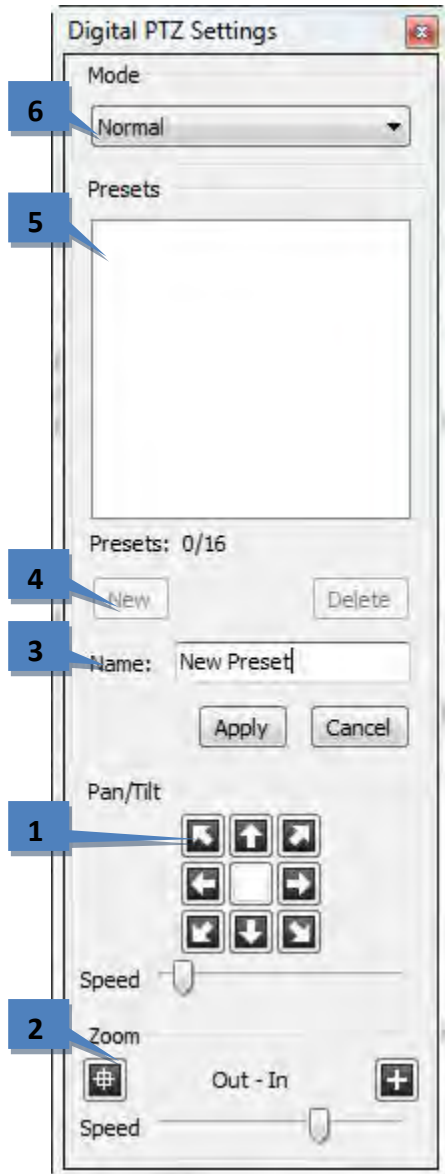 Digital PTZ Settings
Mode
6
Normal
Presets
5
Presets: 0/16
4
New
Delete
3
Name: New Preset
Apply Cancel
Pan/Tilt
1
Speed
2
Zoom
Out - In
Speed